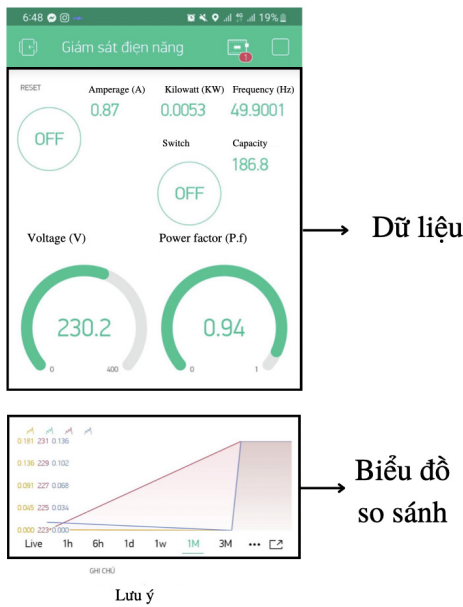 6:48 4G 19%
Giám sát điện năng
1
RESET Amperage (A) Kilowatt (KW) Frequency (Hz)
0.87 0.0053 49.9001
OFF
Switch Capacity
186.8
OFF
Dữ liệu
Voltage (V) Power factor (P.f)
230.2 0.94
0 400 0 1
0.181 231 0.136
0.136 229 0.102
0.091 227 0.068
0.045 225 0.034
0.000 223 0.000
Biểu đồ
so sánh
Live 1h 6h 1d 1w 1M 3M
GHI CHÚ
Lưu ý